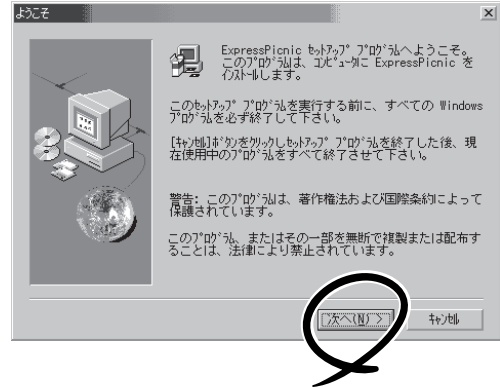 ようこそ
ExpressPicnic ｾｯﾄｱｯﾌﾟ ﾌﾟﾛｸﾞﾗﾑへようこそ。
このﾌﾟﾛｸﾞﾗﾑは、ｺﾝﾋﾟｭｰﾀに ExpressPicnic を
ｲﾝｽﾄｰﾙします。
このｾｯﾄｱｯﾌﾟ ﾌﾟﾛｸﾞﾗﾑを実行する前に、すべての Windows
ﾌﾟﾛｸﾞﾗﾑを必ず終了して下さい。
[ｷｬﾝｾﾙ]ﾎﾞﾀﾝをｸﾘｯｸしｾｯﾄｱｯﾌﾟ ﾌﾟﾛｸﾞﾗﾑを終了した後、現
在使用中のﾌﾟﾛｸﾞﾗﾑをすべて終了させて下さい。
警告: このﾌﾟﾛｸﾞﾗﾑは、著作権法および国際条約によって
保護されています。
このﾌﾟﾛｸﾞﾗﾑ、またはその一部を無断で複製または配布す
ることは、法律により禁止されています。
次へ(N) >
ｷｬﾝｾﾙ